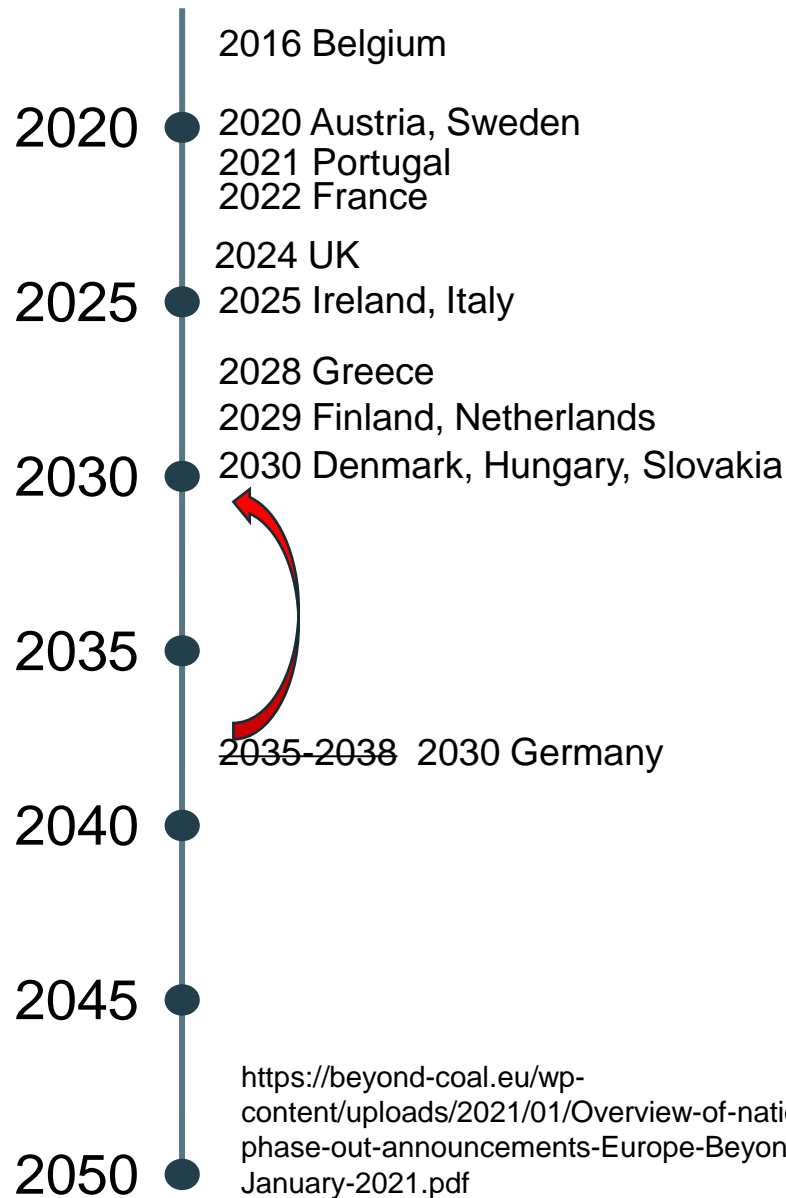 2016 Belgium
2020
2020 Austria, Sweden
2021 Portugal
2022 France
2024 UK
2025
2025 Ireland, Italy
2028 Greece
2029 Finland, Netherlands
2030
2030 Denmark, Hungary, Slovakia
2035
2035-2038 2030 Germany
2040
2045
https://beyond-coal.eu/wp-
content/uploads/2021/01/Overview-of-nati
phase-out-announcements-Europe-Beyon
January-2021.pdf
2050